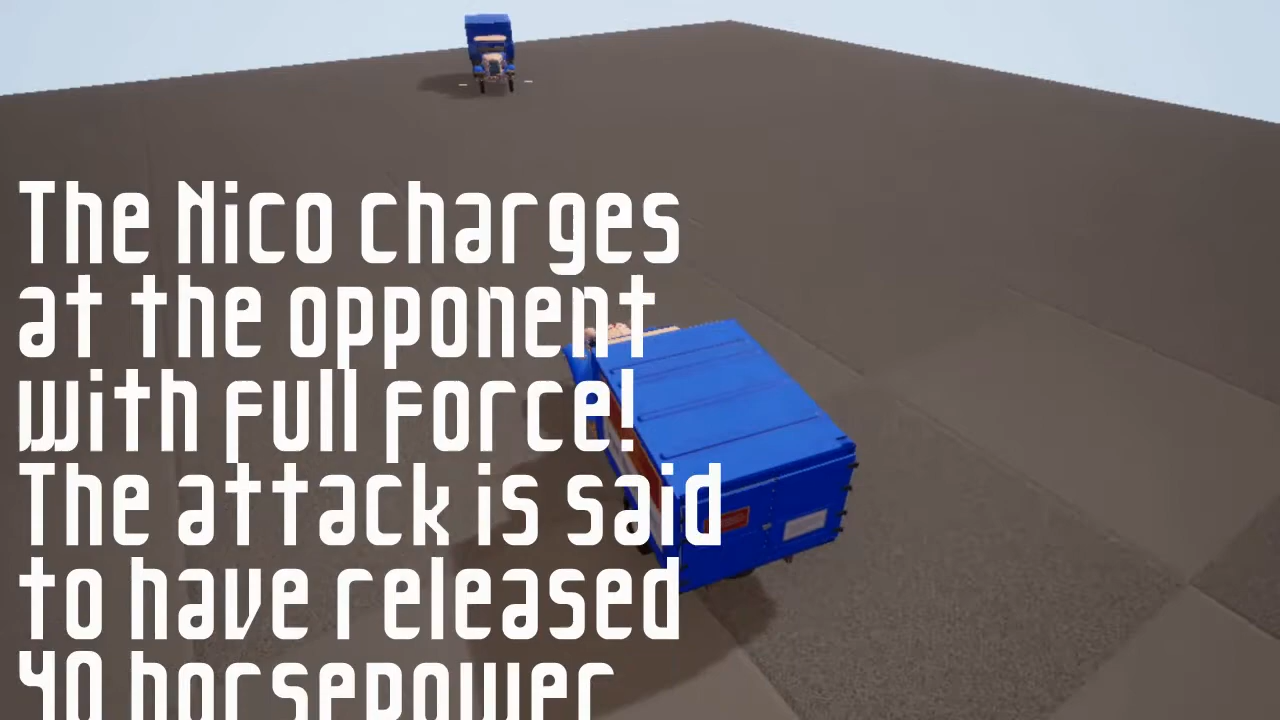 The Nico charges
at the opponent
with full force!
The attack is said
to have released
40 horsepower